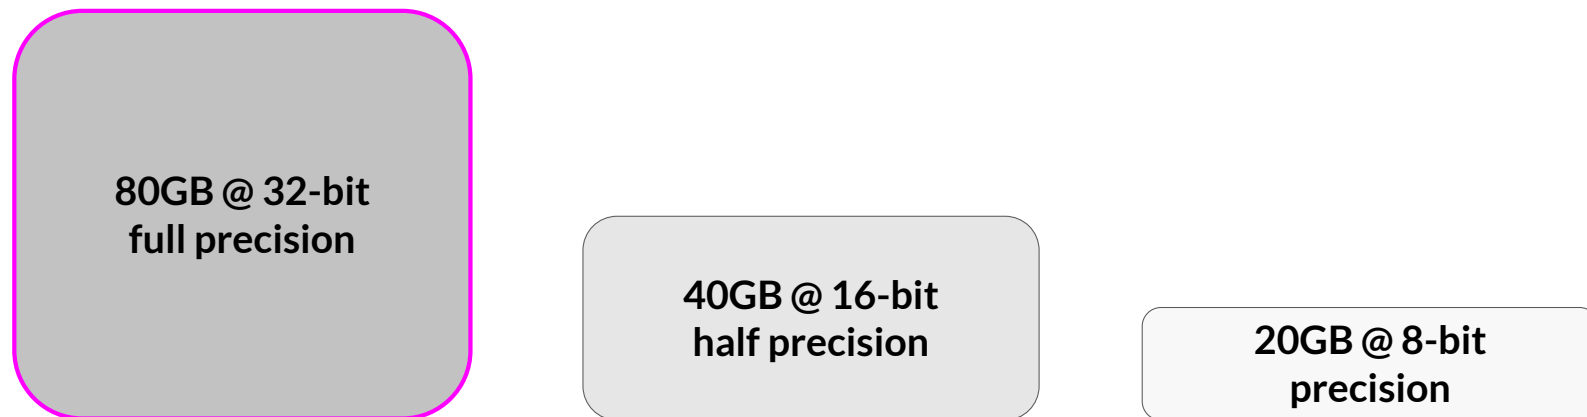 80GB @ 32-bit
full precision
40GB @ 16-bit
half precision
20GB @ 8-bit
precision